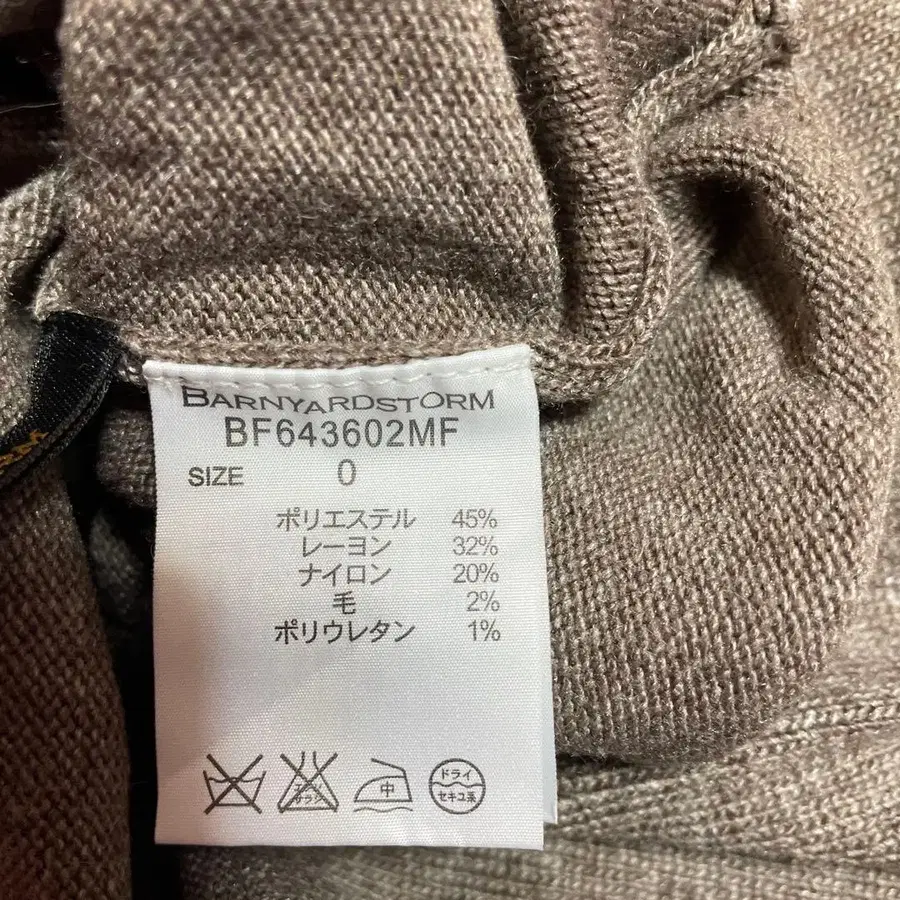 BARNYARDSTORM
BF643602MF
SIZE 0
ポリエステル 45%
レーヨン 32%
ナイロン 20%
毛 2%
ポリウレタン 1%
中
ドライ
セキユ系